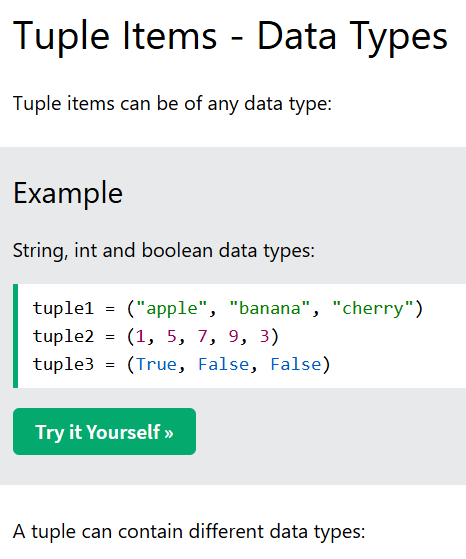 Tuple Items - Data Types
Tuple items can be of any data type:
Example
String, int and boolean data types:
tuple1 = ("apple", "banana", "cherry")
tuple2 = (1, 5, 7, 9, 3)
tuple3 = (True, False, False)
Try it Yourself »
A tuple can contain different data types: